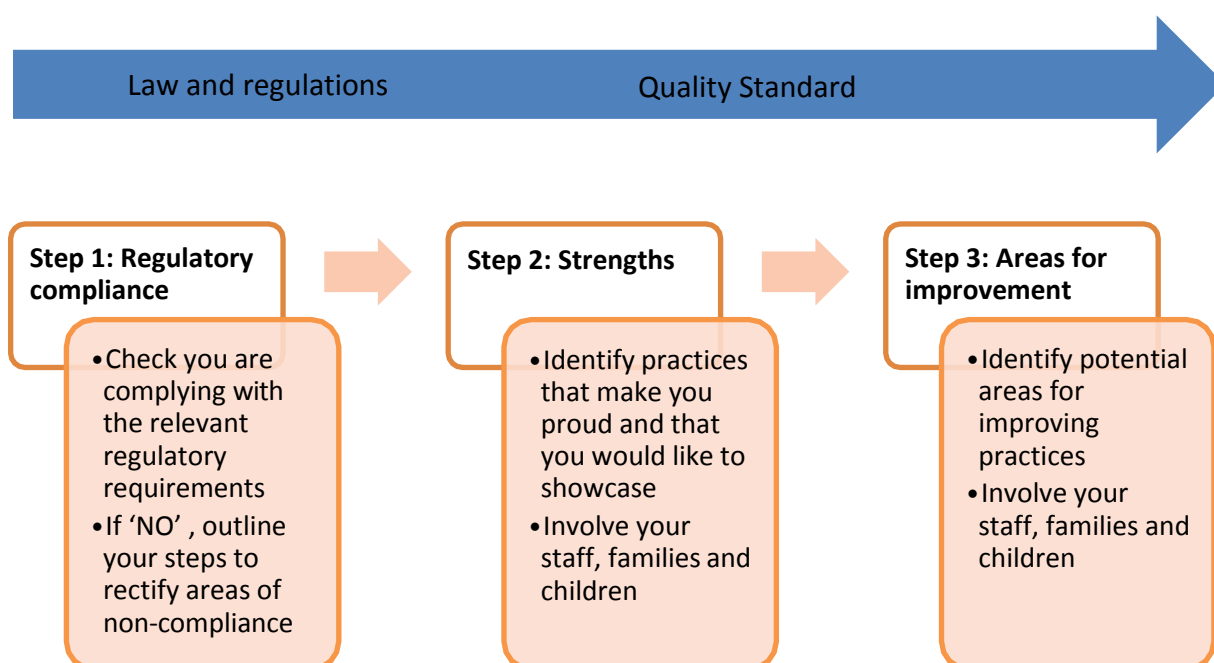 Law and regulations
Quality Standard
Step 1: Regulatory
compliance
•Check you are
complying with
the relevant
regulatory
requirements
•If ‘NO’ , outline
your steps to
rectify areas of
non-compliance
Step 2: Strengths
•Identify practices
that make you
proud and that
you would like to
showcase
•Involve your
staff, families and
children
Step 3: Areas for
improvement
•Identify potential
areas for
improving
practices
•Involve your
staff, families and
children